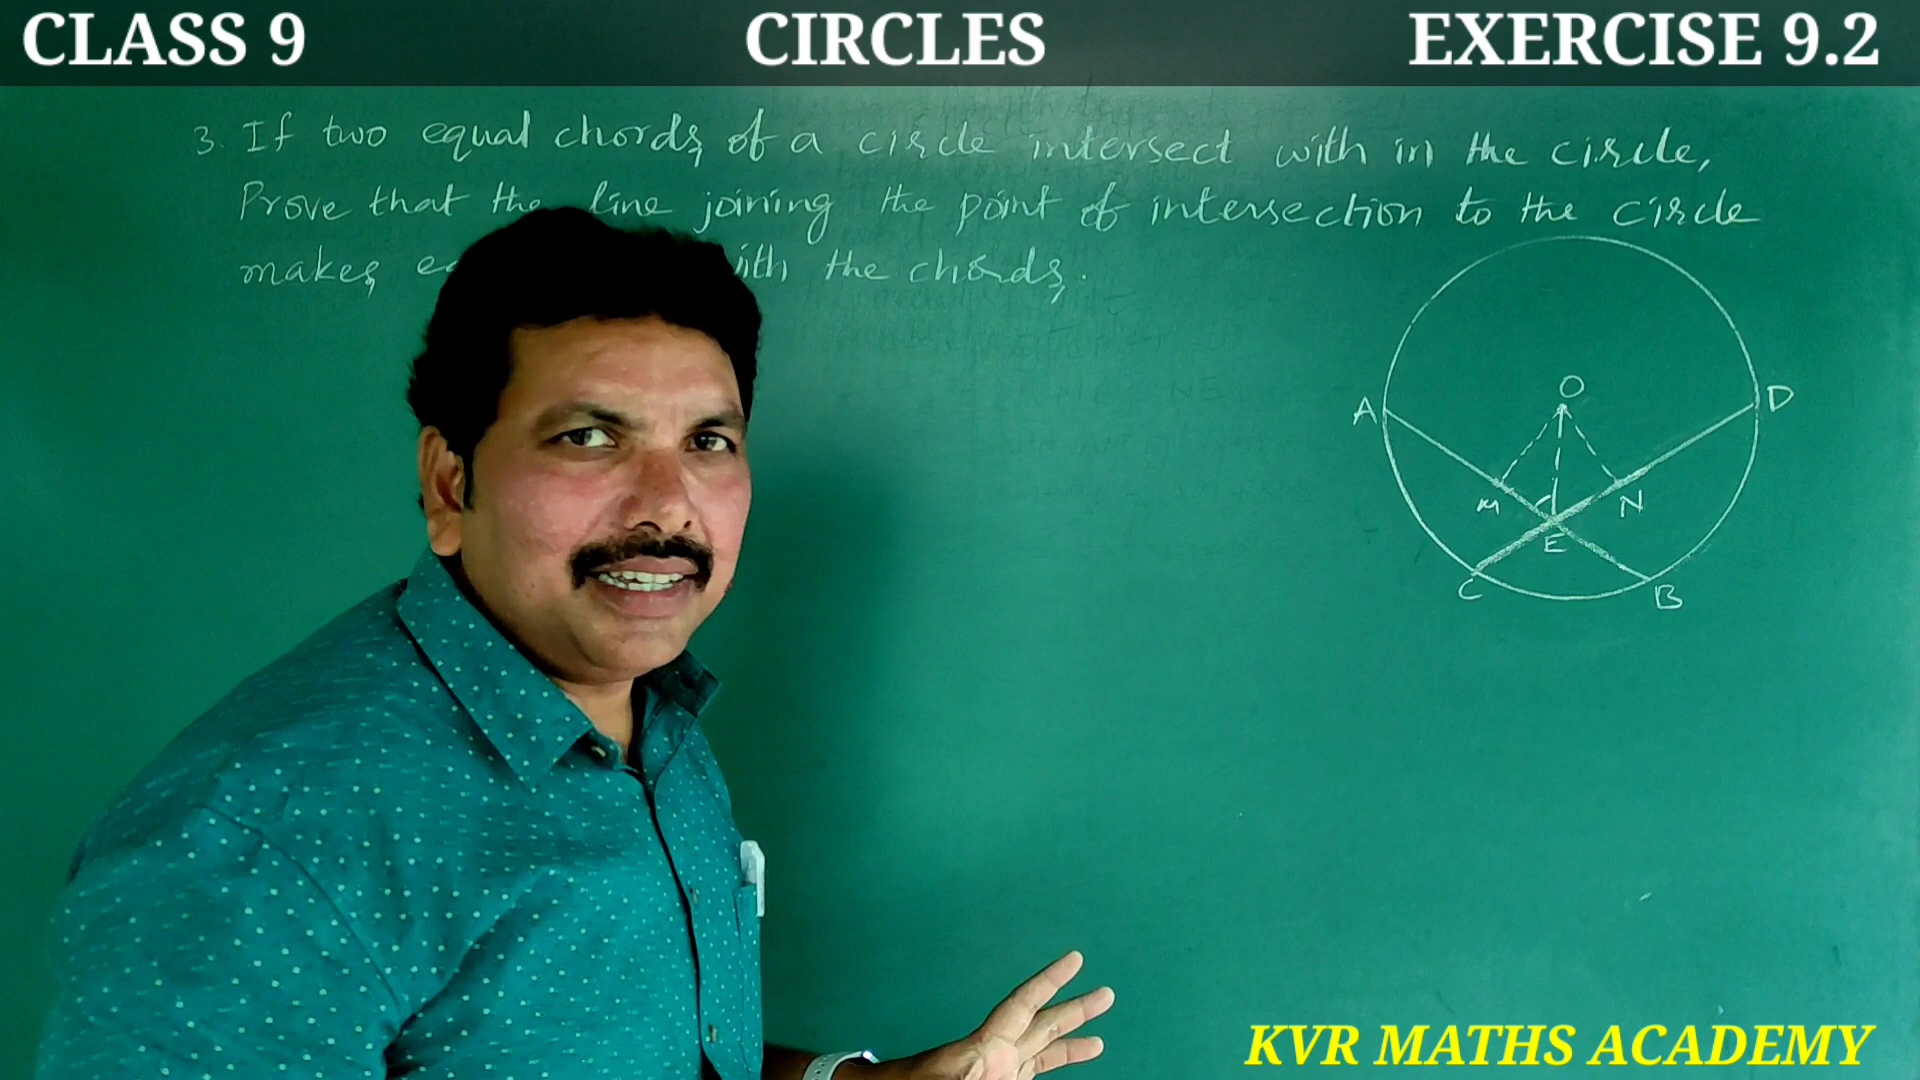 CLASS 9 CIRCLES EXERCISE 9.2
3. If two equal chords of a circle intersect with in the circle,
Prove that the line joining the point of intersection to the circle
makes with the chords.
O
A D
M N
E
C B
KVR MATHS ACADEMY